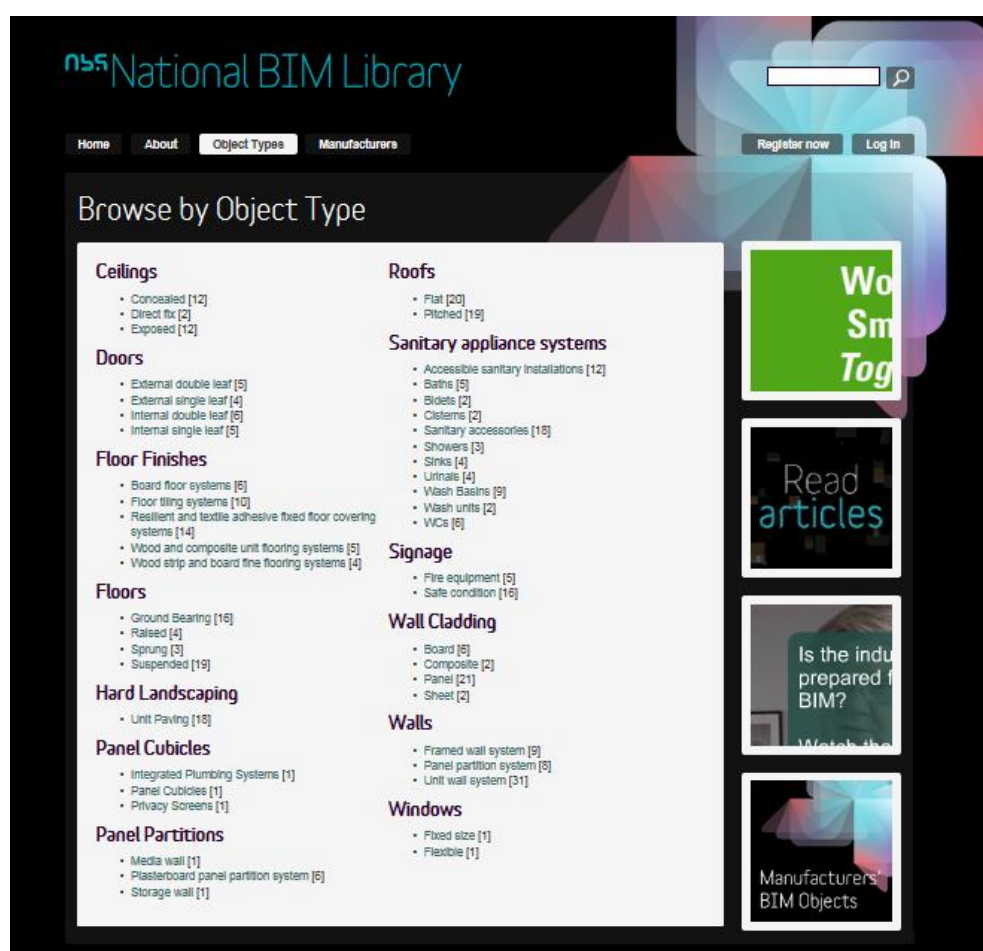 nbs National BIM Library
Home About Object Types Manufacturers Register now Log In
Browse by Object Type
Ceilings
• Concealed [12]
• Direct fix [2]
• Exposed [12]
Doors
• External double leaf [5]
• External single leaf [4]
• Internal double leaf [6]
• Internal single leaf [5]
Floor Finishes
• Board floor systems [6]
• Floor tiling systems [10]
• Resilient and textile adhesive fixed floor covering
systems [14]
• Wood and composite unit flooring systems [5]
• Wood strip and board fine flooring systems [4]
Floors
• Ground Bearing [16]
• Raised [4]
• Sprung [3]
• Suspended [19]
Hard Landscaping
• Unit Paving [18]
Panel Cubicles
• Integrated Plumbing Systems [1]
• Panel Cubicles [1]
• Privacy Screens [1]
Panel Partitions
• Media wall [1]
• Plasterboard panel partition system [6]
• Storage wall [1]
Roofs
• Flat [20]
• Pitched [19]
Sanitary appliance systems
• Accessible sanitary installations [12]
• Baths [5]
• Bidets [2]
• Cisterns [2]
• Sanitary accessories [18]
• Showers [3]
• Sinks [4]
• Urinals [4]
• Wash Basins [9]
• Wash units [2]
• WCs [6]
Signage
• Fire equipment [5]
• Safe condition [16]
Wall Cladding
• Board [6]
• Composite [2]
• Panel [21]
• Sheet [2]
Walls
• Framed wall system [9]
• Panel partition system [8]
• Unit wall system [31]
Windows
• Fixed size [1]
• Flexible [1]
Wo
Sm
Tog
Read
articles
Is the indu
prepared f
BIM?
Watch the
Manufacturers'
BIM Objects